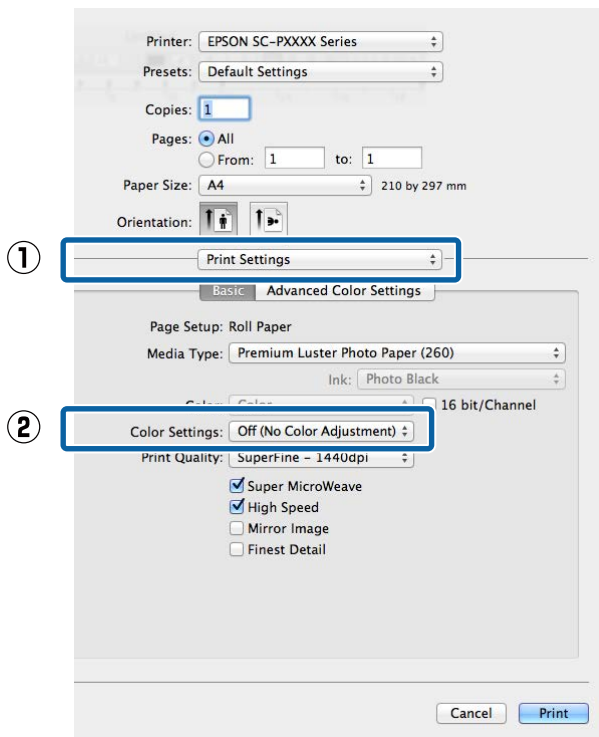 Printer: EPSON SC-PXXXX Series
Presets: Default Settings
Copies: 1
Pages: All
From: 1 to: 1
Paper Size: A4 210 by 297 mm
Orientation:
① Print Settings
Basic Advanced Color Settings
Page Setup: Roll Paper
Media Type: Premium Luster Photo Paper (260)
Ink: Photo Black
Color: Color 16 bit/Channel
② Color Settings: Off (No Color Adjustment)
Print Quality: SuperFine – 1440dpi
Super MicroWeave
High Speed
Mirror Image
Finest Detail
Cancel Print